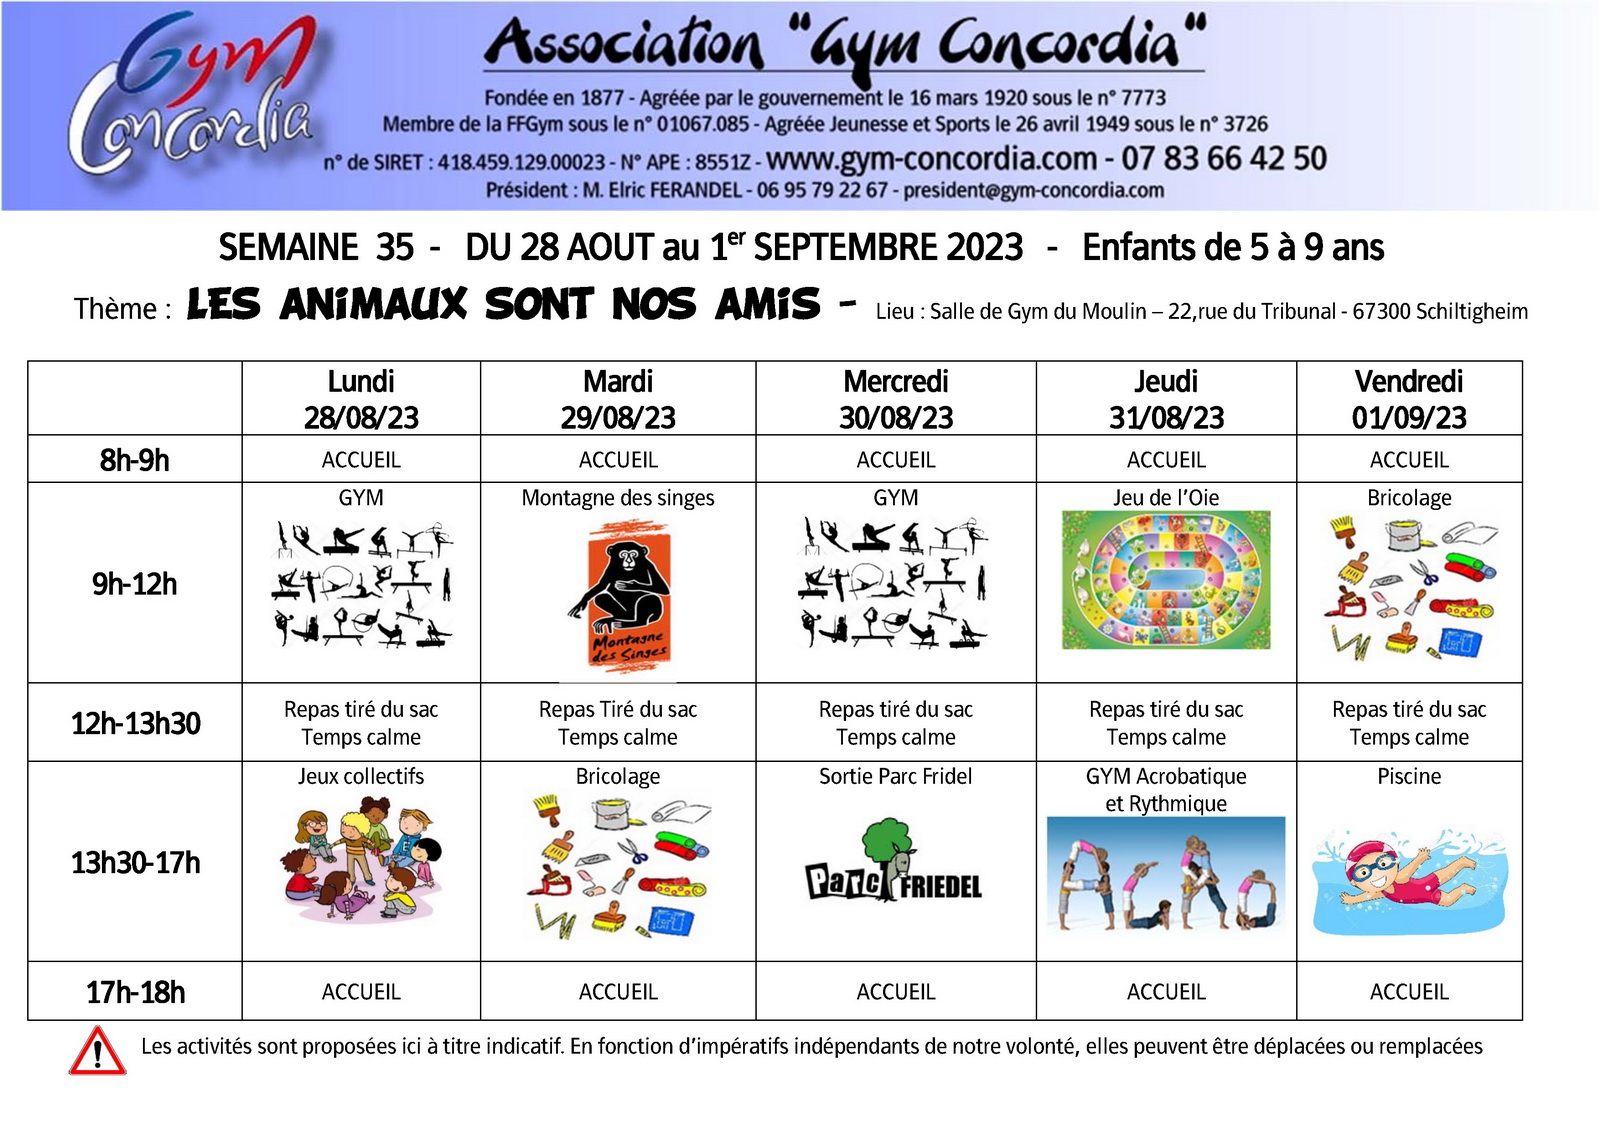 Gym
Concordia
Association "Gym Concordia"
Fondée en 1877 - Agréée par le gouvernement le 16 mars 1920 sous le n° 7773
Membre de la FFGym sous le n° 01067.085 - Agréée Jeunesse et Sports le 26 avril 1949 sous le n° 3726
n° de SIRET : 418.459.129.00023 - N° APE : 8551Z - www.gym-concordia.com - 07 83 66 42 50
Président : M. Elric FERANDEL - 06 95 79 22 67 - president@gym-concordia.com
SEMAINE 35 - DU 28 AOUT au 1er SEPTEMBRE 2023 - Enfants de 5 à 9 ans
Thème : LES ANIMAUX SONT NOS AMIS - Lieu : Salle de Gym du Moulin – 22,rue du Tribunal - 67300 Schiltigheim
Lundi Mardi Mercredi Jeudi Vendredi
28/08/23 29/08/23 30/08/23 31/08/23 01/09/23
8h-9h ACCUEIL ACCUEIL ACCUEIL ACCUEIL ACCUEIL
GYM Montagne des singes GYM Jeu de l’Oie Bricolage
9h-12h
Montagne
des Singes
12h-13h30
Repas tiré du sac Repas Tiré du sac Repas tiré du sac Repas tiré du sac Repas tiré du sac
Temps calme Temps calme Temps calme Temps calme Temps calme
Jeux collectifs Bricolage Sortie Parc Fridel GYM Acrobatique Piscine
et Rythmique
13h30-17h
Parc FRIEDEL
17h-18h ACCUEIL ACCUEIL ACCUEIL ACCUEIL ACCUEIL
Les activités sont proposées ici à titre indicatif. En fonction d’impératifs indépendants de notre volonté, elles peuvent être déplacées ou remplacées